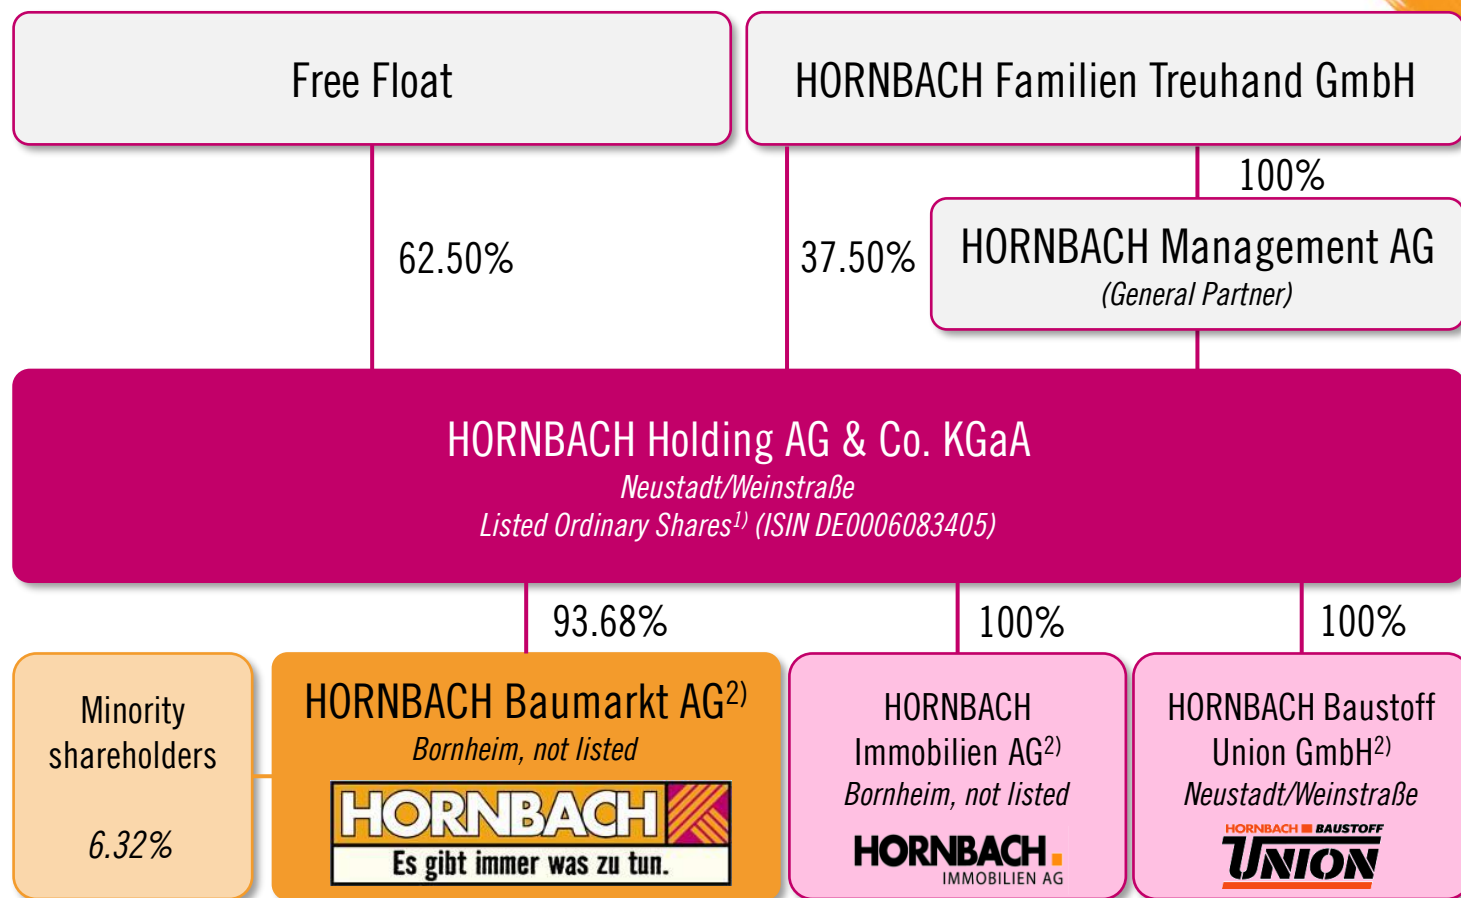 Free Float
HORNBACH Familien Treuhand GmbH
100%
62.50%
37.50%
HORNBACH Management AG
(General Partner)
HORNBACH Holding AG & Co. KGaA
Neustadt/Weinstraße
Listed Ordinary Shares1) (ISIN DE0006083405)
93.68%
100%
100%
Minority
shareholders
6.32%
HORNBACH Baumarkt AG2)
Bornheim, not listed
HORNBACH
Es gibt immer was zu tun.
HORNBACH
Immobilien AG2)
Bornheim, not listed
HORNBACH
IMMOBILIEN AG
HORNBACH Baustoff
Union GmbH2)
Neustadt/Weinstraße
HORNBACH BAUSTOFF
UNION